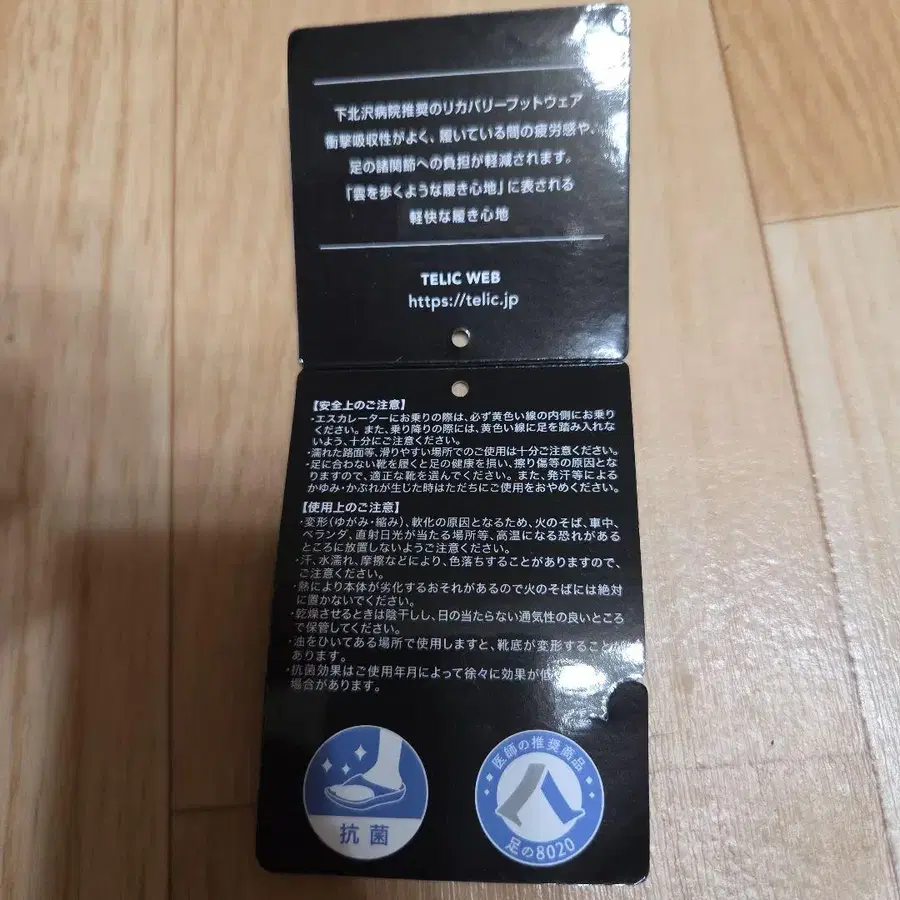 下北沢病院推奨のリカバリーフットウェア
衝撃吸収性がよく、履いている間の疲労感や、
足の諸関節への負担が軽減されます。
「雲を歩くような履き心地」に表される
軽快な履き心地
TELIC WEB
https://telic.jp
【安全上のご注意】
・エスカレーターにお乗りの際は、必ず黄色い線の内側にお乗り
ください。また、乗り降りの際には、黄色い線に足を踏み入れな
いよう、十分にご注意ください。
・濡れた路面等、滑りやすい場所でのご使用は十分ご注意ください。
・足に合わない靴を履くと足の健康を損い、擦り傷等の原因とな
りますので、適正な靴を選んでください。また、発汗等による
かゆみ・かぶれが生じた時はただちにご使用をおやめください。
【使用上のご注意】
・変形（ゆがみ・縮み）、軟化の原因となるため、火のそば、車中、
ベランダ、直射日光が当たる場所等、高温になる恐れがある
ところに放置しないようご注意ください。
・汗、水濡れ、摩擦などにより、色落ちすることがありますので、
ご注意ください。
・熱により本体が劣化するおそれがあるので火のそばには絶対
に置かないでください。
・乾燥させるときは陰干しし、日の当たらない通気性の良いところ
で保管してください。
・油をひいてある場所で使用しますと、靴底が変形すること
あります。
・抗菌効果はご使用年月によって徐々に効果が低
場合があります。
抗菌
医師の推奨商品
足の8020